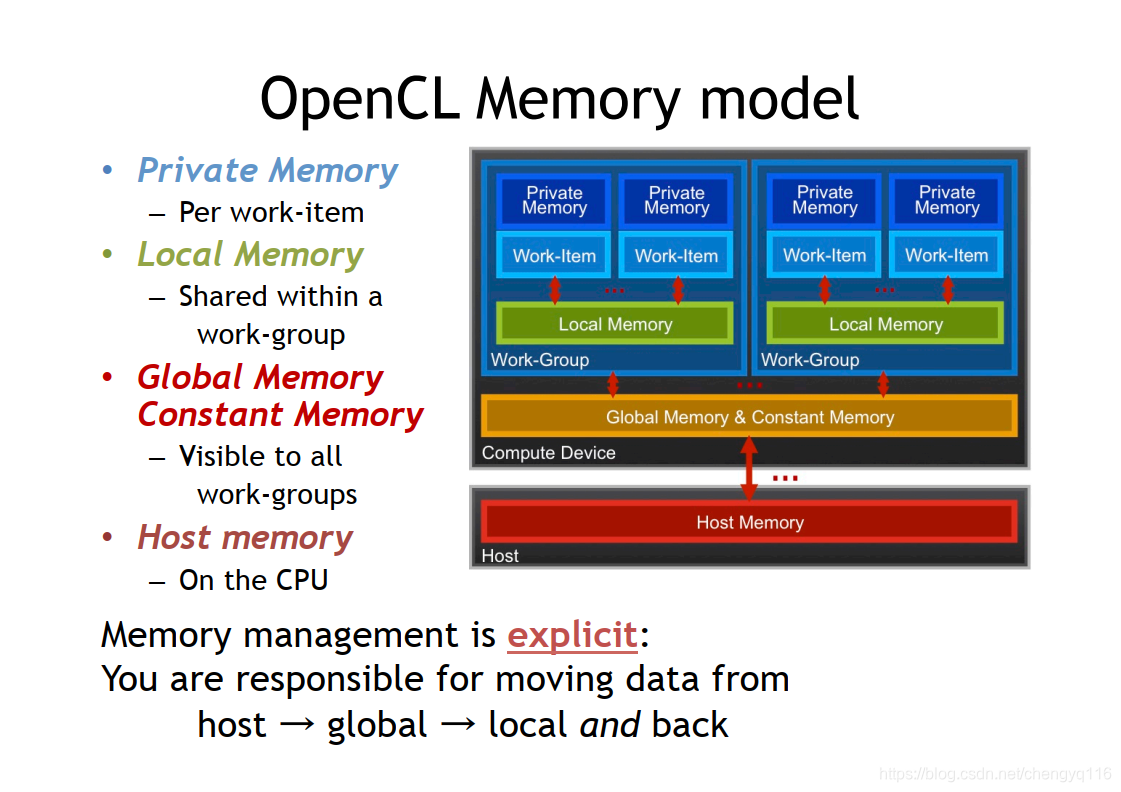 OpenCL Memory model
• Private Memory
– Per work-item
• Local Memory
– Shared within a
work-group
• Global Memory
Constant Memory
– Visible to all
work-groups
• Host memory
– On the CPU
Private Memory
Private Memory
Private Memory
Private Memory
Work-Item
Work-Item
Work-Item
Work-Item
...
...
Local Memory
Local Memory
Work-Group
Work-Group
...
Global Memory & Constant Memory
Compute Device
...
Host Memory
Host
Memory management is explicit:
You are responsible for moving data from
host → global → local and back
https://blog.csdn.net/chengyq116